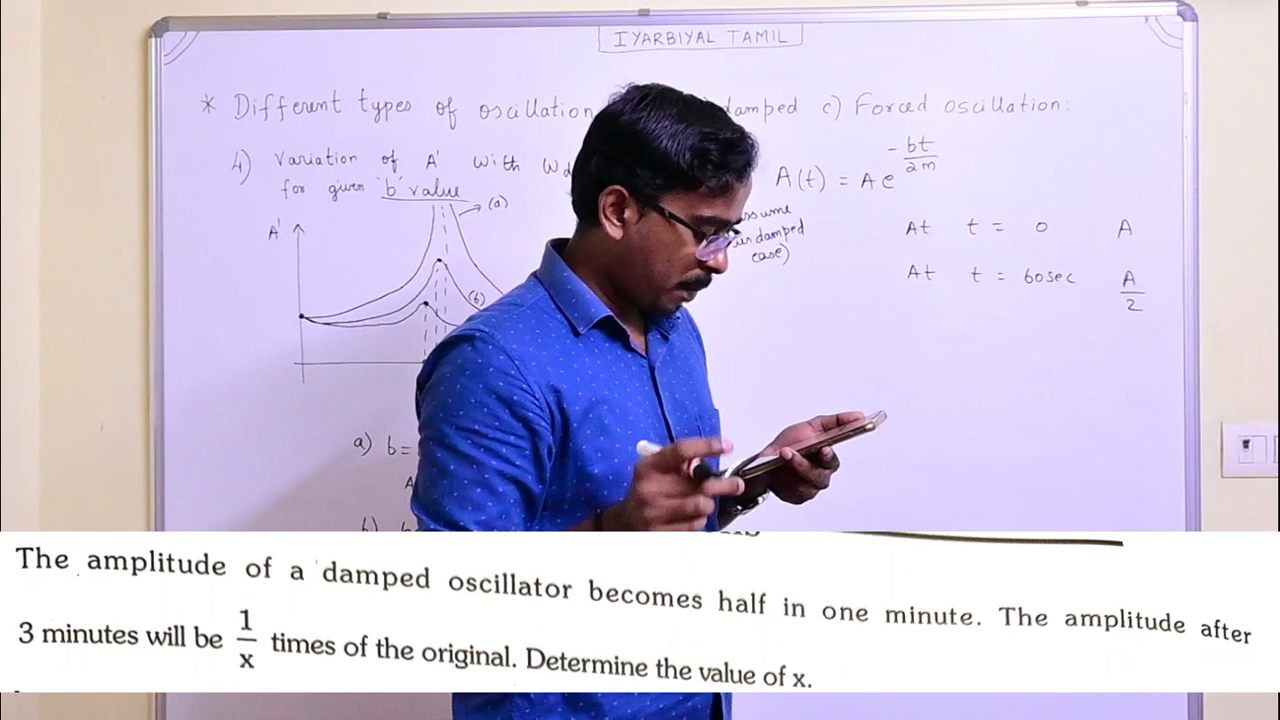 IYARBIYAL TAMIL
* Different types of oscillation damped c) Forced oscillation:
4) Variation of A' with
for given 'b' value
A(t) = A e^{-bt/2m}
damped
case)
A'
(a)
(b)
At t = 0 A
At t = 60sec A/2
a) b =
b)
The amplitude of a damped oscillator becomes half in one minute. The amplitude after
3 minutes will be 1/x times of the original. Determine the value of x.